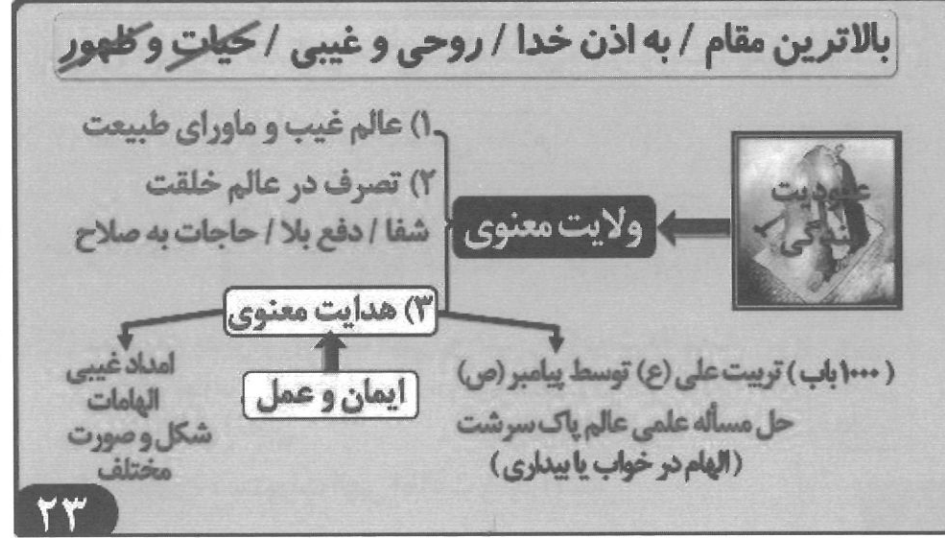 بالاترین مقام / به اذن خدا / روحی و غیبی / حیات و ظهور
عبودیت
بندگی
ولایت معنوی
۱) عالم غیب و ماورای طبیعت
۲) تصرف در عالم خلقت
شفا / دفع بلا / حاجات به صلاح
۳) هدایت معنوی
ایمان و عمل
(۱۰۰۰ باب) تربیت علی (ع) توسط پیامبر (ص)
حل مسأله علمی عالم پاک سرشت
(الهام در خواب یا بیداری)
امداد غیبی
الهامات
شکل و صورت
مختلف
۲۳